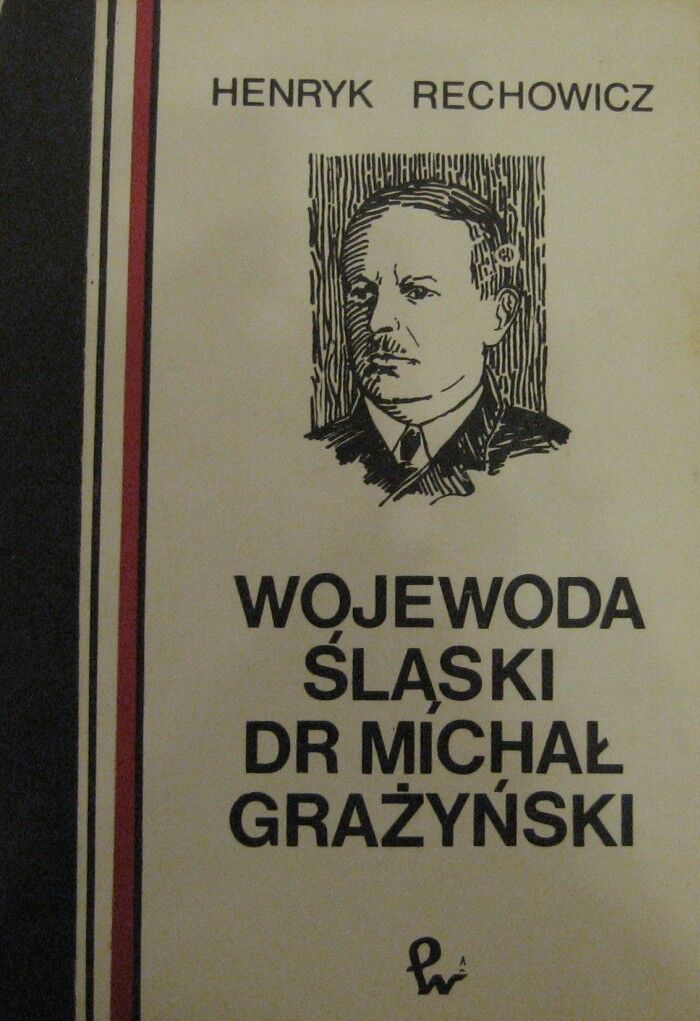 HENRYK RECHOWICZ
WOJEWODA
ŚLĄSKI
DR MICHAŁ
GRAŻYŃSKI